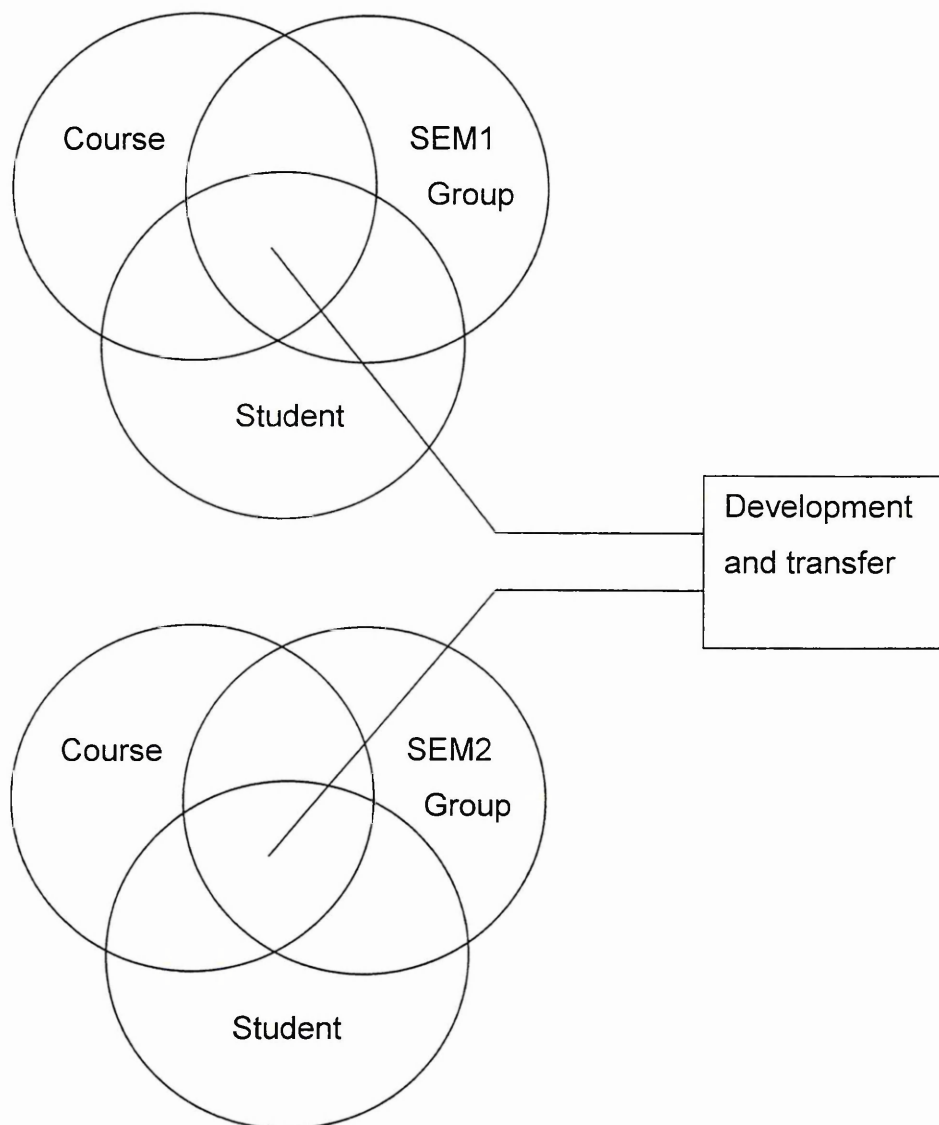 Course
SEM1
Group
Student
Development
and transfer
Course
SEM2
Group
Student